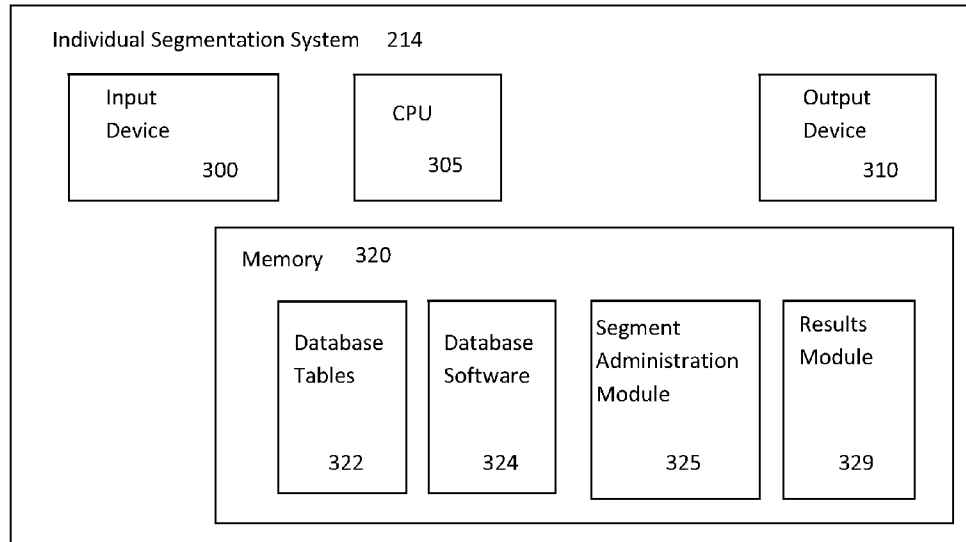 Individual Segmentation System 214
Input
Device
300
CPU
305
Output
Device
310
Memory 320
Database
Tables
322
Database
Software
324
Segment
Administration
Module
325
Results
Module
329